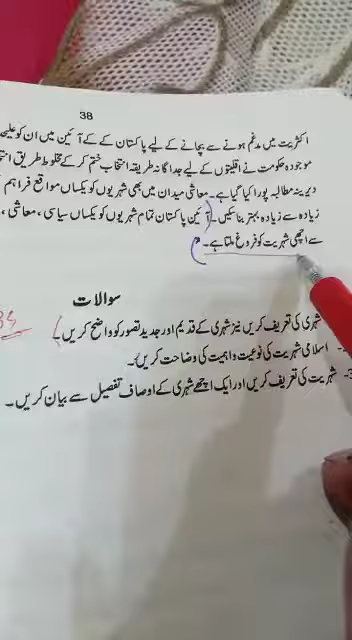 38
اکثریت میں مدغم ہونے سے بچانے کے لیے پاکستان کے کے آئین میں ان کو علیحد
موجودہ حکومت نے اقلیتوں کے لیے جداگانہ طریقہ انتخاب ختم کر کے مخلوط طریق
دیرینہ مطالبہ پورا کیا گیا ہے۔ معاشی میدان میں بھی شہریوں کو یکساں مواقع فراہم
زیادہ سے زیادہ بہتر بنا سکیں۔ آئین پاکستان تمام شہریوں کو یکساں سیاسی، معاشی،
سے اچھی شہریت کو فروغ ملتا ہے۔
سوالات
شہری کی تعریف کریں نیز شہری کے قدیم اور جدید تصور کو واضح کریں۔
اسلامی شہریت کی نوعیت و اہمیت کی وضاحت کریں۔
شہریت کی تعریف کریں اور ایک اچھے شہری کے اوصاف تفصیل سے بیان کریں۔